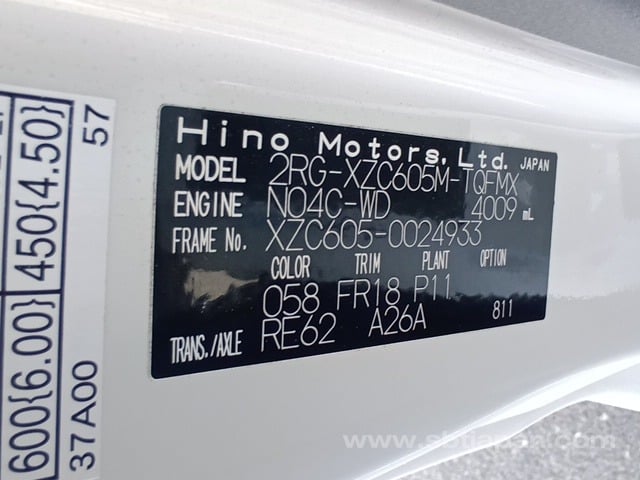 Hino Motors, Ltd. JAPAN
MODEL 2RG-XZC605M-TQFMX
ENGINE N04C-WD 4009 mL
FRAME No. XZC605-0024933
COLOR TRIM PLANT OPTION
058 FR18 P11
TRANS./AXLE RE62 A26A 811
600{6.00} 450{4.50}
37A00 57
www.sbtjapan.com